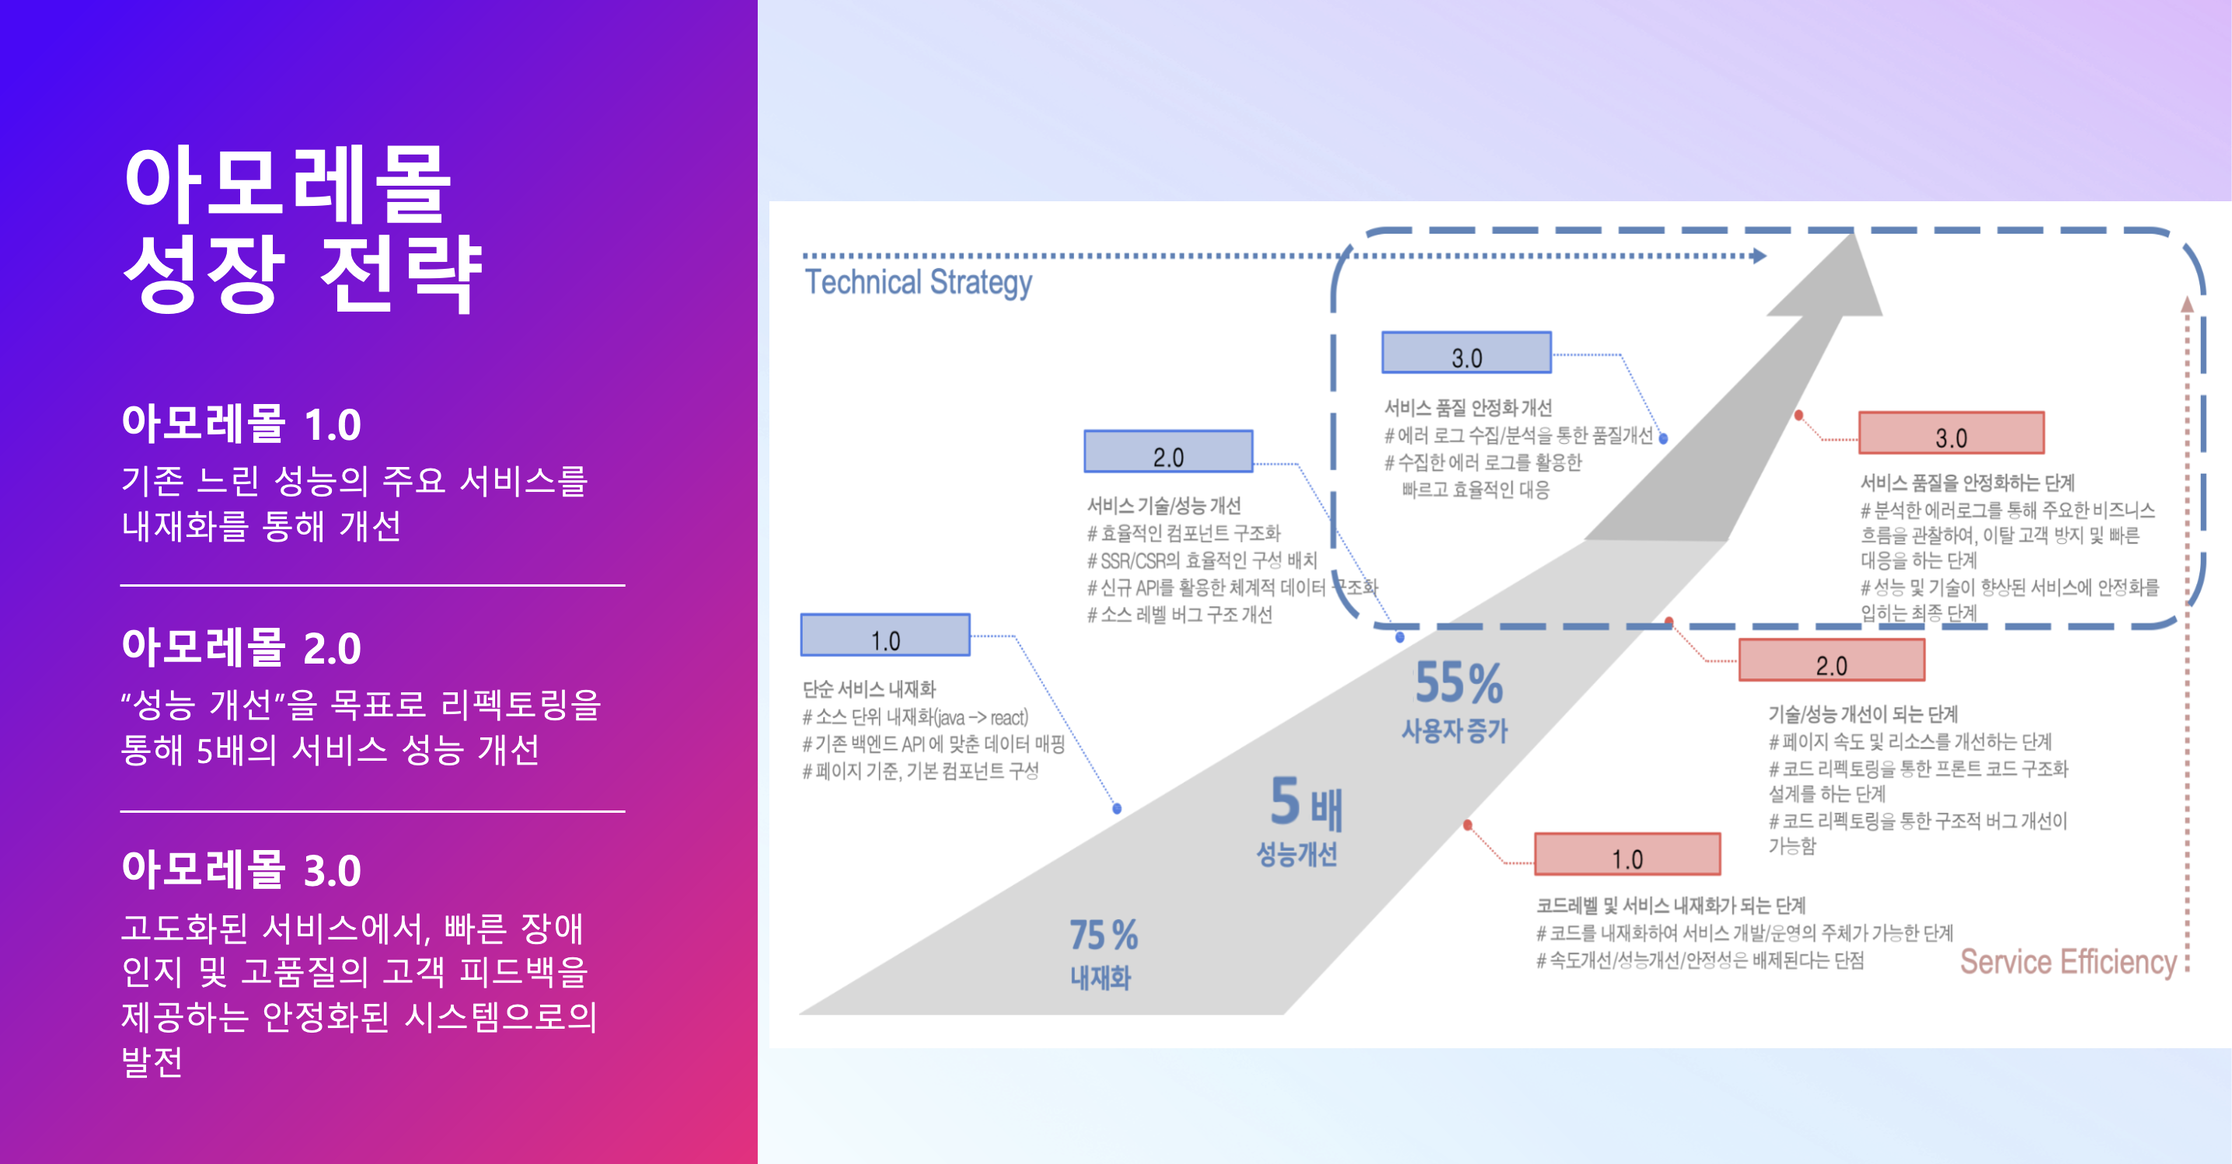 아모레몰
성장 전략
아모레몰 1.0
기존 느린 성능의 주요 서비스를
내재화를 통해 개선
아모레몰 2.0
“성능 개선”을 목표로 리펙토링을
통해 5배의 서비스 성능 개선
아모레몰 3.0
고도화된 서비스에서, 빠른 장애
인지 및 고품질의 고객 피드백을
제공하는 안정화된 시스템으로의
발전
Technical Strategy
1.0
단순 서비스 내재화
# 소스 단위 내재화(java -> react)
# 기존 백엔드 API 에 맞춘 데이터 매핑
# 페이지 기준, 기본 컴포넌트 구성
2.0
서비스 기술/성능 개선
# 효율적인 컴포넌트 구조화
# SSR/CSR의 효율적인 구성 배치
# 신규 API를 활용한 체계적 데이터 구조화
# 소스 레벨 버그 구조 개선
3.0
서비스 품질 안정화 개선
# 에러 로그 수집/분석을 통한 품질개선
# 수집한 에러 로그를 활용한
빠르고 효율적인 대응
75 %
내재화
5 배
성능개선
55%
사용자 증가
3.0
서비스 품질을 안정화하는 단계
# 분석한 에러로그를 통해 주요한 비즈니스
흐름을 관찰하여, 이탈 고객 방지 및 빠른
대응을 하는 단계
# 성능 및 기술이 향상된 서비스에 안정화를
입히는 최종 단계
2.0
기술/성능 개선이 되는 단계
# 페이지 속도 및 리소스를 개선하는 단계
# 코드 리펙토링을 통한 프론트 코드 구조화
설계를 하는 단계
# 코드 리펙토링을 통한 구조적 버그 개선이
가능함
1.0
코드레벨 및 서비스 내재화가 되는 단계
# 코드를 내재화하여 서비스 개발/운영의 주체가 가능한 단계
# 속도개선/성능개선/안정성은 배제된다는 단점
Service Efficiency